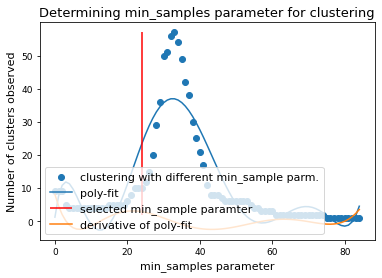 Determining min_samples parameter for clustering
Number of clusters observed
50
40
30
20
10
0
clustering with different min_sample parm.
poly-fit
selected min_sample paramter
derivative of poly-fit
0
20
40
60
80
min_samples parameter